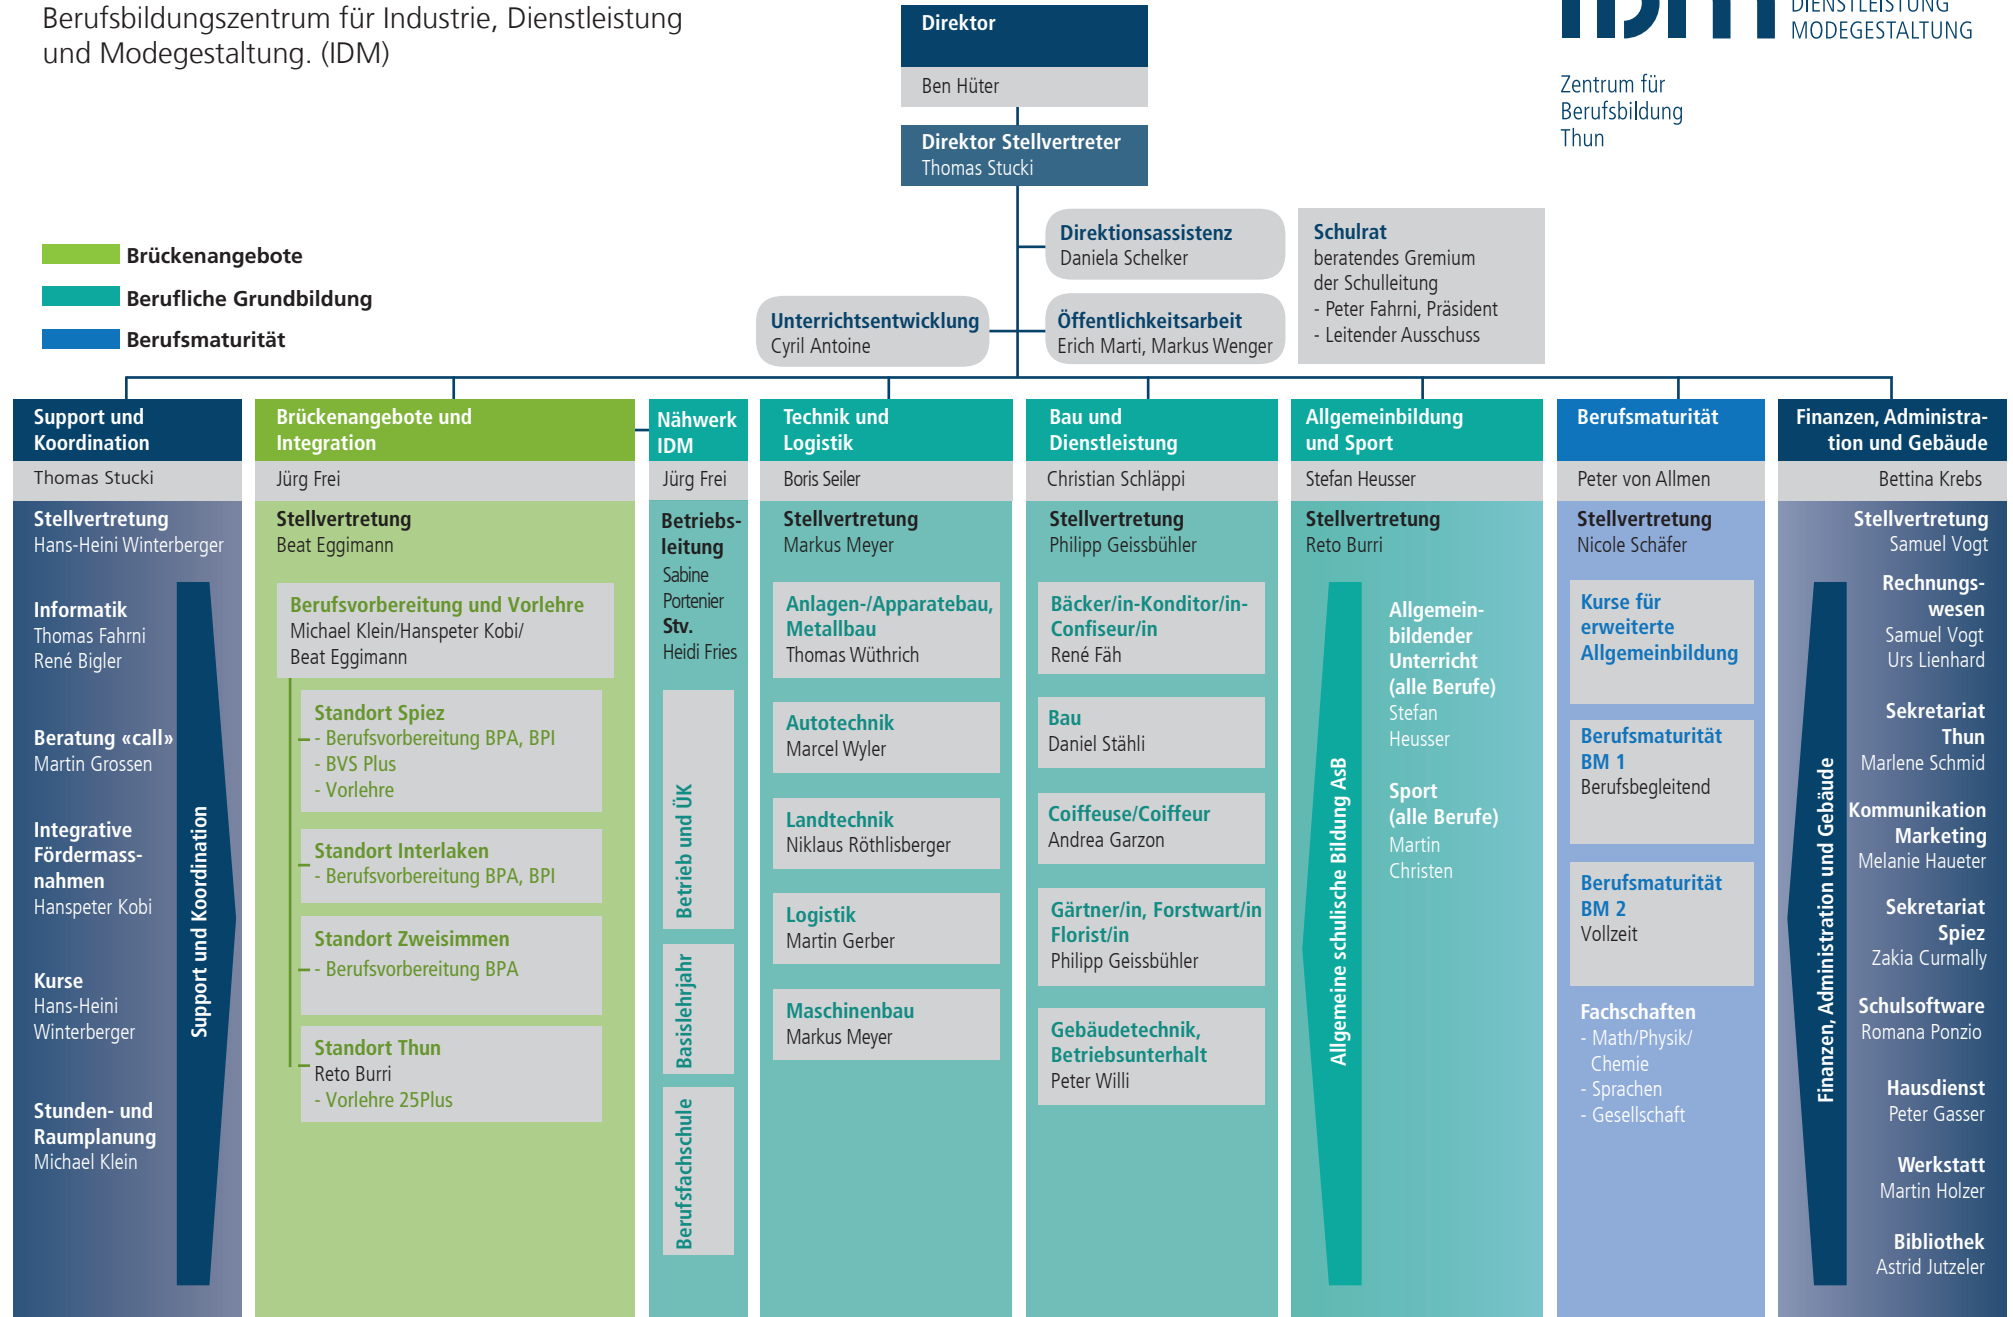 Berufsbildungszentrum für Industrie, Dienstleistung
und Modegestaltung. (IDM)
Direktor
Ben Hüter
Direktor Stellvertreter
Thomas Stucki
DIENSTLEISTUNG
MODEGESTALTUNG
Zentrum für
Berufsbildung
Thun
Brückenangebote
Berufliche Grundbildung
Berufsmaturität
Direktionsassistenz
Daniela Schelker
Unterrichtsentwicklung
Cyril Antoine
Öffentlichkeitsarbeit
Erich Marti, Markus Wenger
Schulrat
beratendes Gremium
der Schulleitung
- Peter Fahrni, Präsident
- Leitender Ausschuss
Support und
Koordination
Thomas Stucki
Stellvertretung
Hans-Heini Winterberger
Informatik
Thomas Fahrni
René Bigler
Beratung «call»
Martin Grossen
Integrative
Fördermass-
nahmen
Hanspeter Kobi
Kurse
Hans-Heini
Winterberger
Stunden- und
Raumplanung
Michael Klein
Support und Koordination
Brückenangebote und
Integration
Jürg Frei
Stellvertretung
Beat Eggimann
Berufsvorbereitung und Vorlehre
Michael Klein/Hanspeter Kobi/
Beat Eggimann
Standort Spiez
- Berufsvorbereitung BPA, BPI
- BVS Plus
- Vorlehre
Standort Interlaken
- Berufsvorbereitung BPA, BPI
Standort Zweisimmen
- Berufsvorbereitung BPA
Standort Thun
Reto Burri
- Vorlehre 25Plus
Nähwerk
IDM
Jürg Frei
Betriebs-
leitung
Sabine
Portenier
Stv.
Heidi Fries
Betrieb und ÜK
Basislehrjahr
Berufsfachschule
Technik und
Logistik
Boris Seiler
Stellvertretung
Markus Meyer
Anlagen-/Apparatebau,
Metallbau
Thomas Wüthrich
Autotechnik
Marcel Wyler
Landtechnik
Niklaus Röthlisberger
Logistik
Martin Gerber
Maschinenbau
Markus Meyer
Bau und
Dienstleistung
Christian Schläppi
Stellvertretung
Philipp Geissbühler
Bäcker/in-Konditor/in-
Confiseur/in
René Fäh
Bau
Daniel Stähli
Coiffeuse/Coiffeur
Andrea Garzon
Gärtner/in, Forstwart/in
Florist/in
Philipp Geissbühler
Gebäudetechnik,
Betriebsunterhalt
Peter Willi
Allgemeinbildung
und Sport
Stefan Heusser
Stellvertretung
Reto Burri
Allgemeine schulische Bildung AsB
Allgemein-
bildender
Unterricht
(alle Berufe)
Stefan
Heusser
Sport
(alle Berufe)
Martin
Christen
Berufsmaturität
Peter von Allmen
Stellvertretung
Nicole Schäfer
Kurse für
erweiterte
Allgemeinbildung
Berufsmaturität
BM 1
Berufsbegleitend
Berufsmaturität
BM 2
Vollzeit
Fachschaften
- Math/Physik/
Chemie
- Sprachen
- Gesellschaft
Finanzen, Administra-
tion und Gebäude
Bettina Krebs
Stellvertretung
Samuel Vogt
Finanzen, Administration und Gebäude
Rechnungs-
wesen
Samuel Vogt
Urs Lienhard
Sekretariat
Thun
Marlene Schmid
Kommunikation
Marketing
Melanie Haueter
Sekretariat
Spiez
Zakia Curmally
Schulsoftware
Romana Ponzio
Hausdienst
Peter Gasser
Werkstatt
Martin Holzer
Bibliothek
Astrid Jutzeler